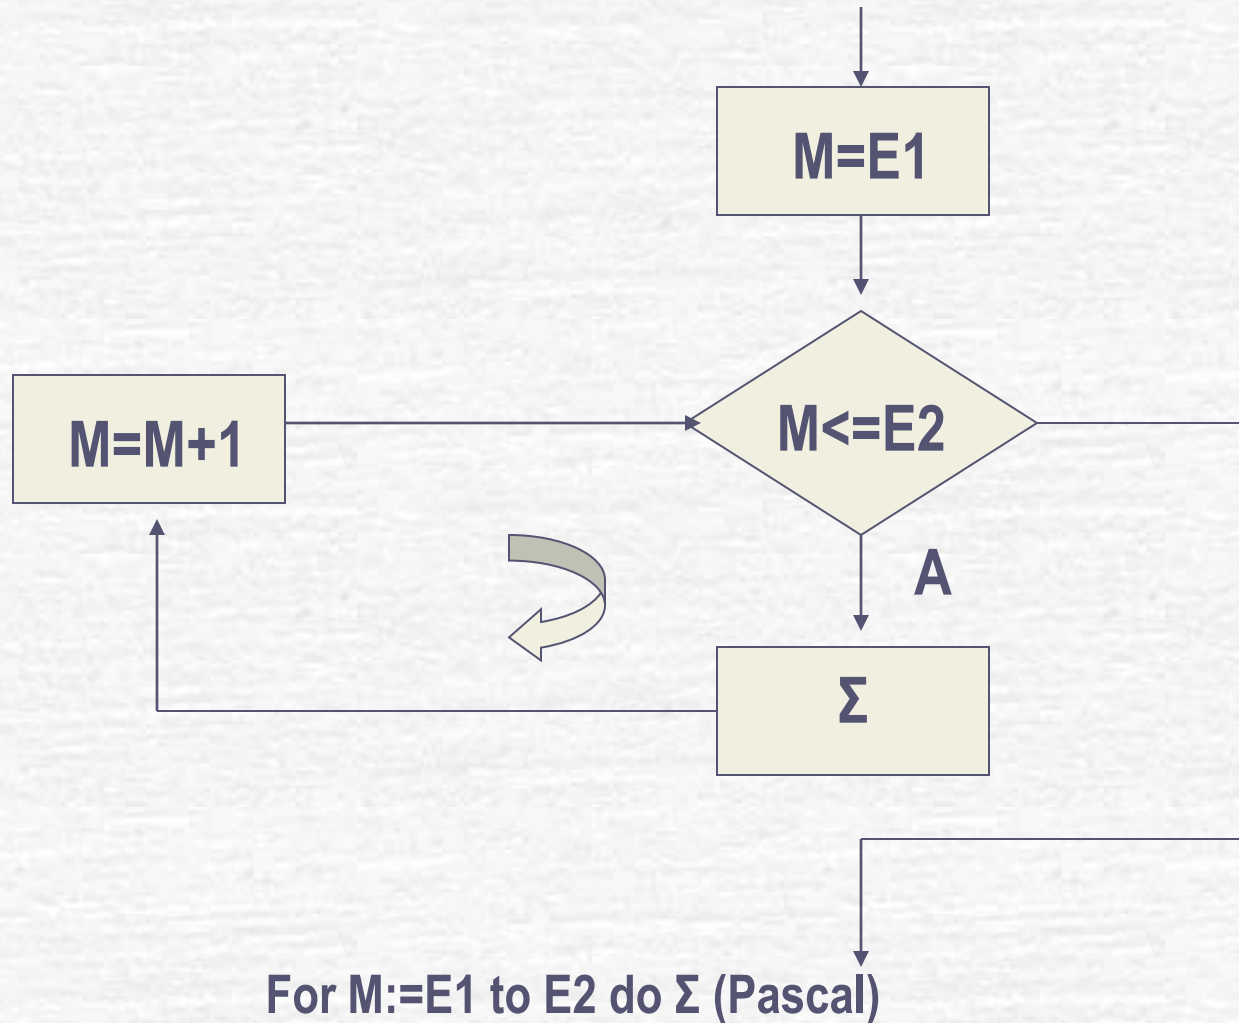 M=E1
M=M+1
M<=E2
A
Σ
For M:=E1 to E2 do Σ (Pascal)